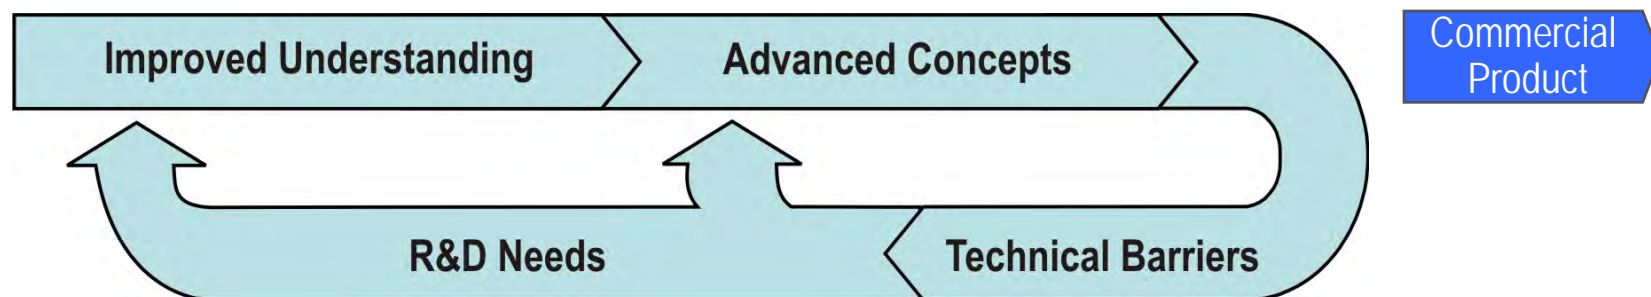 Improved Understanding
Advanced Concepts
Commercial
Product
R&D Needs
Technical Barriers